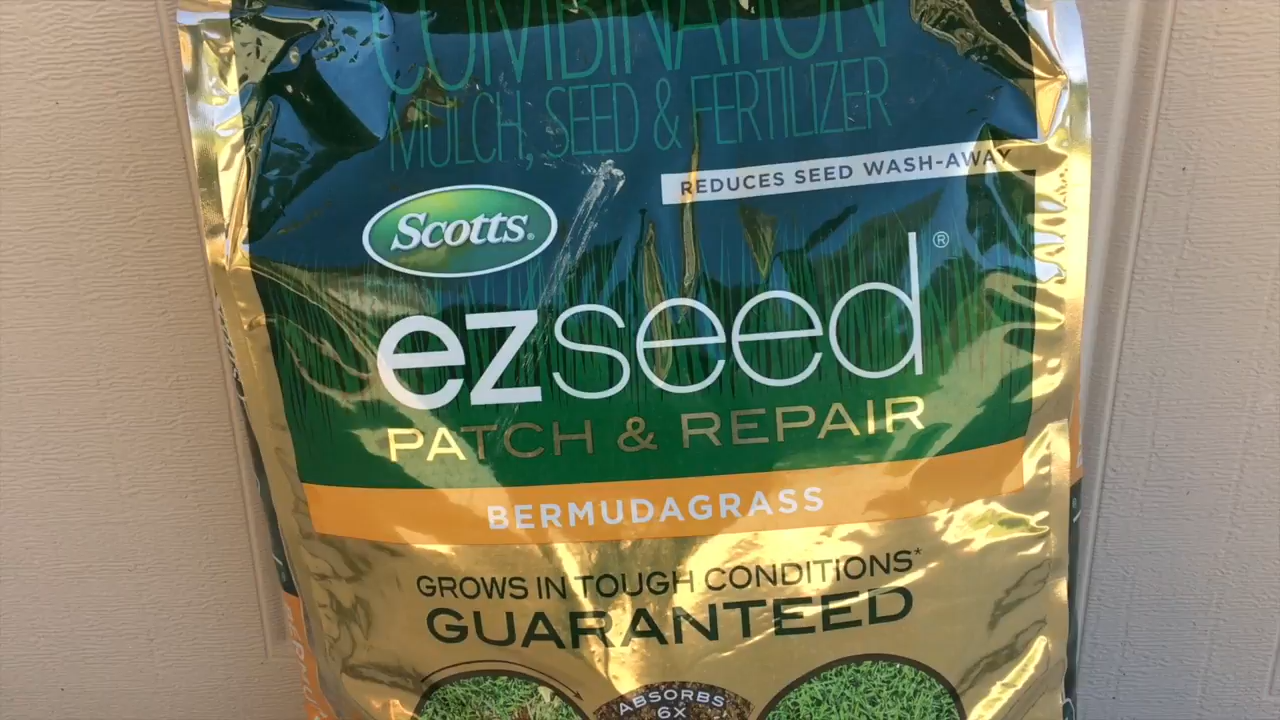 COMBINATION
MULCH, SEED & FERTILIZER
REDUCES SEED WASH-AWAY
Scotts®
ezseed®
PATCH & REPAIR
BERMUDAGRASS
GROWS IN TOUGH CONDITIONS*
GUARANTEED
ABSORBS
6X